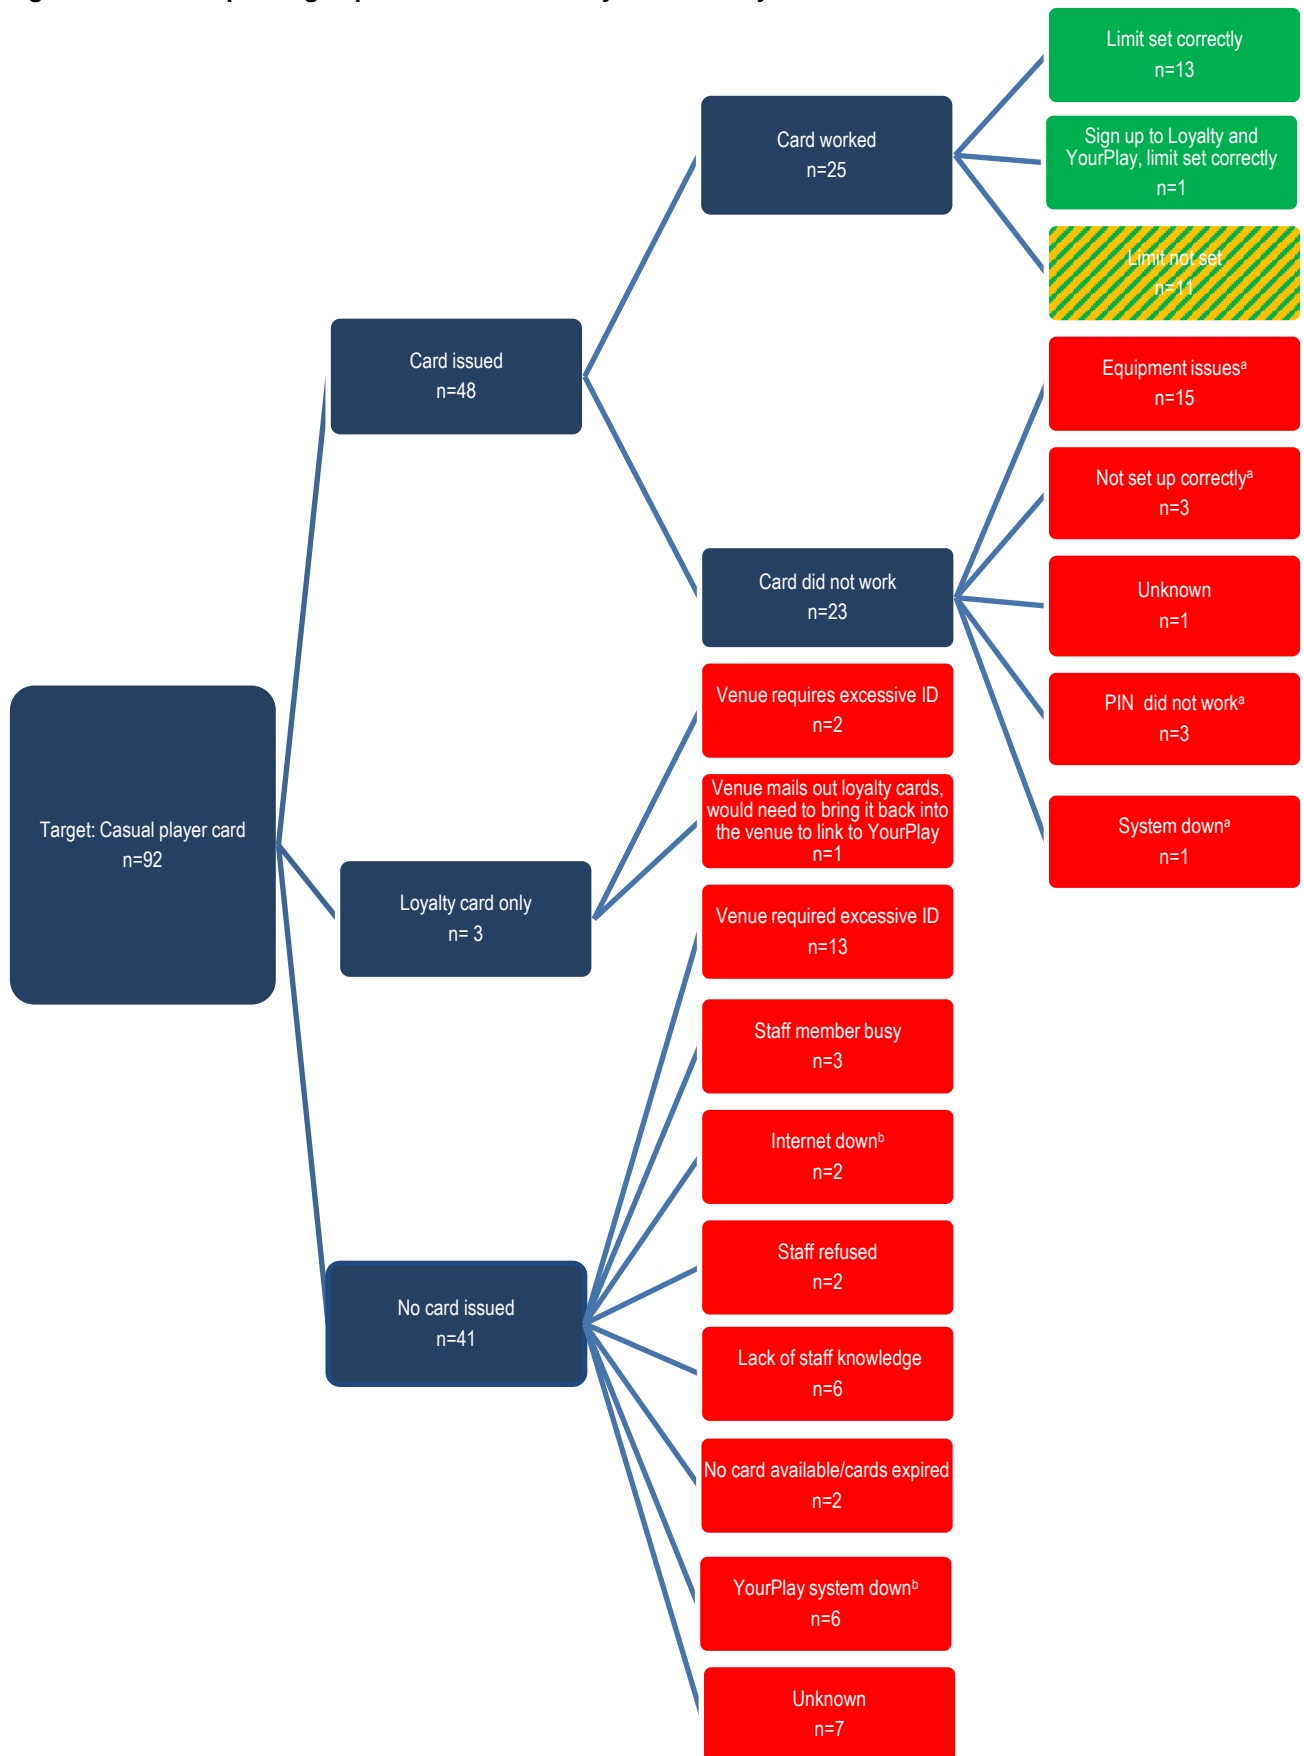 Limit set correctly
n=13
Card worked
n=25
Sign up to Loyalty and
YourPlay, limit set correctly
n=1
Limit not set
n=11
Card issued
n=48
Equipment issuesᵃ
n=15
Not set up correctlyᵃ
n=3
Card did not work
n=23
Unknown
n=1
PIN did not workᵃ
n=3
System downᵃ
n=1
Target: Casual player card
n=92
Venue requires excessive ID
n=2
Venue mails out loyalty cards,
would need to bring it back into
the venue to link to YourPlay
n=1
Loyalty card only
n= 3
Venue required excessive ID
n=13
Staff member busy
n=3
Internet downᵇ
n=2
Staff refused
n=2
No card issued
n=41
Lack of staff knowledge
n=6
No card available/cards expired
n=2
YourPlay system downᵇ
n=6
Unknown
n=7